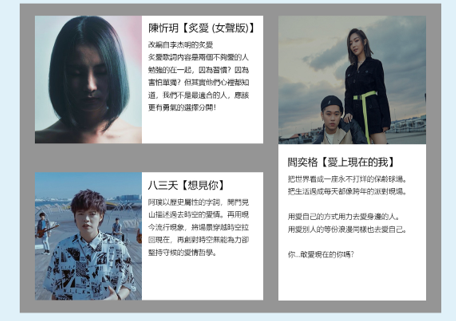 陳忻玥【炙愛 (女聲版)】
改編自李杰明的炙愛
炙愛歌詞內容是兩個不夠愛的人
勉強的在一起，因為習慣？因為
害怕單獨？但其實他們心裡都知
道，我們不是最適合的人，應該
更有勇氣的選擇分開！
八三夭【想見你】
阿璞以歷史屬性的字詞，開門見
山描述過去時空的愛情。再用現
今流行現象，將場景穿越時空拉
回現在，再創對時空無能為力卻
堅持守候的愛情哲學。
閻奕格【愛上現在的我】
把世界看成一座永不打烊的保齡球場。
把生活過成每天都像跨年的派對現場。
用愛自己的方式用力去愛身邊的人。
用愛別人的等份浪漫同樣也去愛自己。
你...敢愛現在的你嗎？